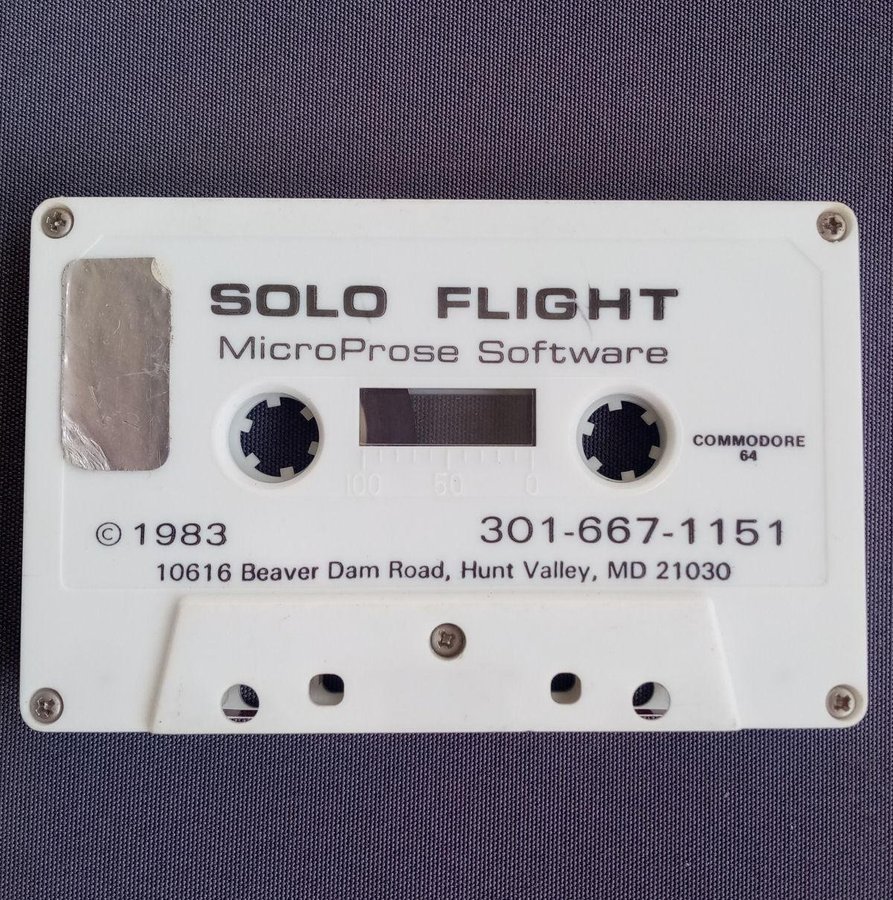 SOLO FLIGHT
MicroProse Software
COMMODORE
64
100 50 0
© 1983 301-667-1151
10616 Beaver Dam Road, Hunt Valley, MD 21030